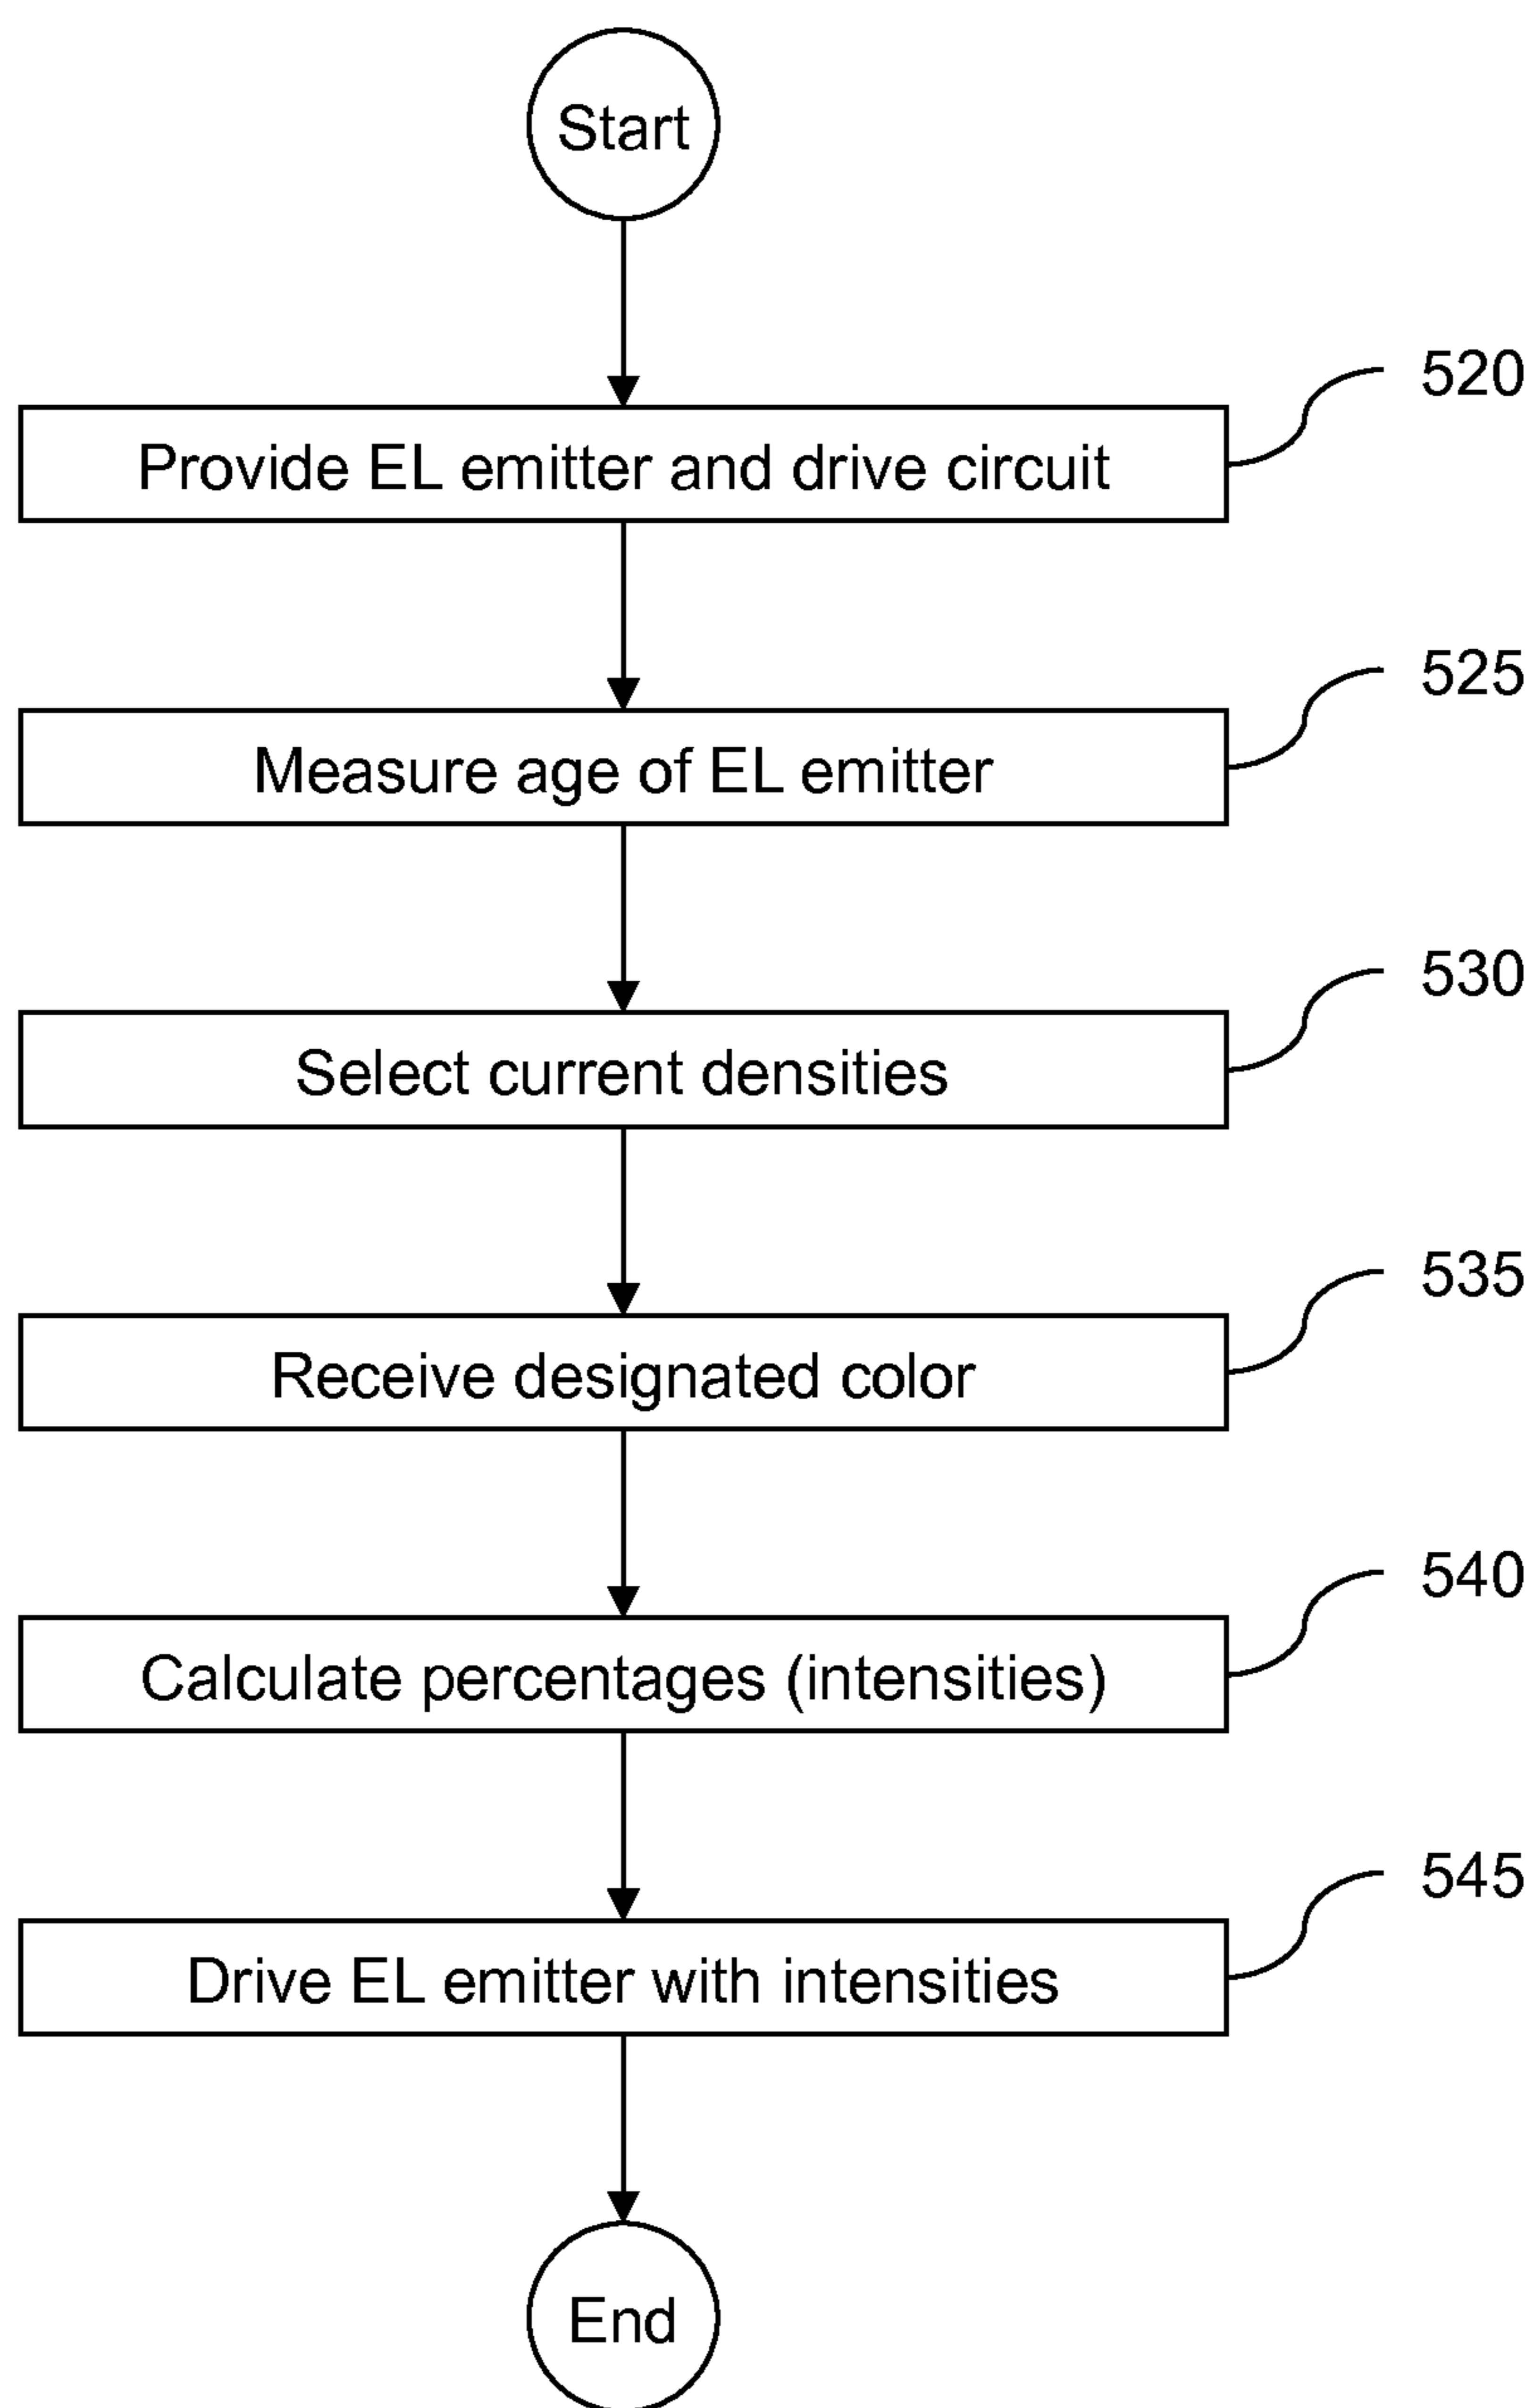 Start
520
Provide EL emitter and drive circuit
525
Measure age of EL emitter
530
Select current densities
535
Receive designated color
540
Calculate percentages (intensities)
545
Drive EL emitter with intensities
End